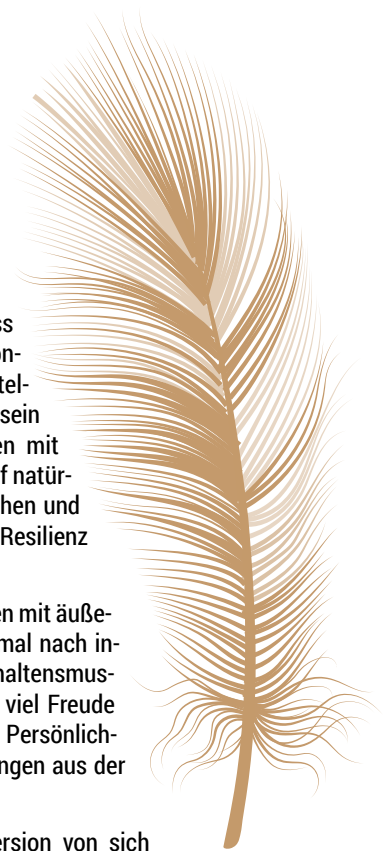 ss
on-
tel-
sein
en mit
f natür-
hen und
Resilienz
en mit äuße-
mal nach in-
haltensmus-
viel Freude
Persönlich-
ngen aus der
ersion von sich